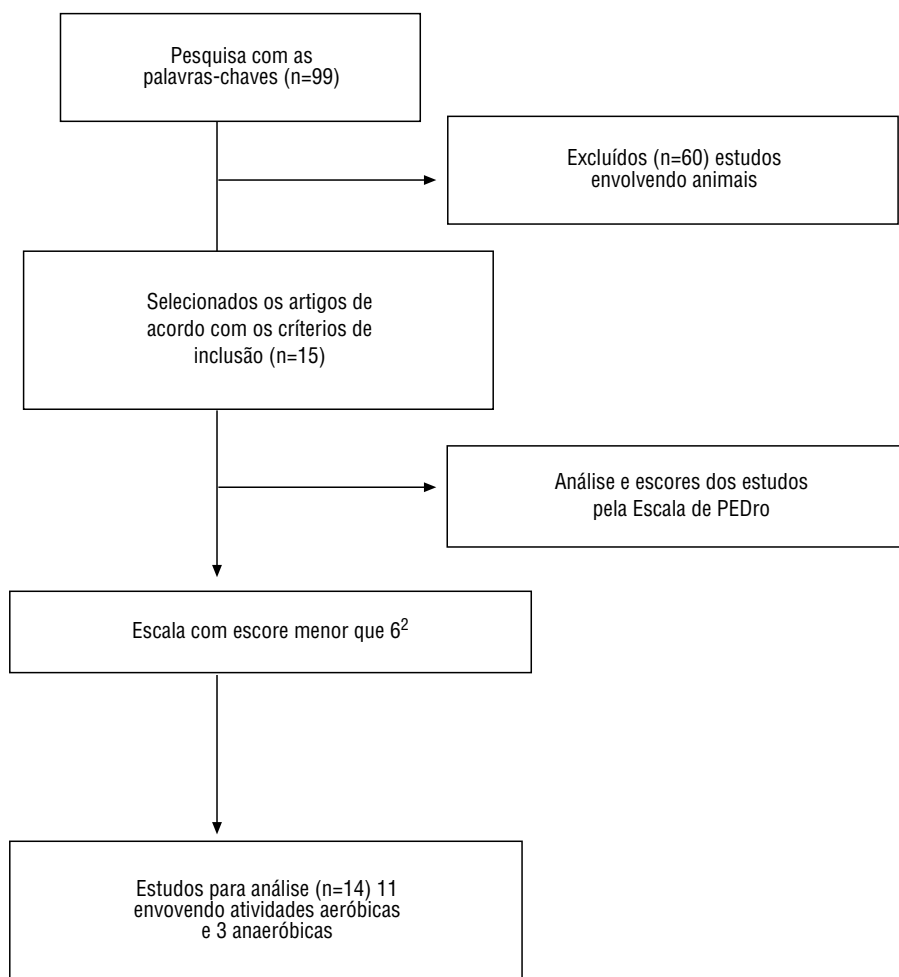 Pesquisa com as
palavras-chaves (n=99)
Excluídos (n=60) estudos
envolvendo animais
Selecionados os artigos de
acordo com os críterios de
inclusão (n=15)
Análise e escores dos estudos
pela Escala de PEDro
Escala com escore menor que 6²
Estudos para análise (n=14) 11
envovendo atividades aeróbicas
e 3 anaeróbicas